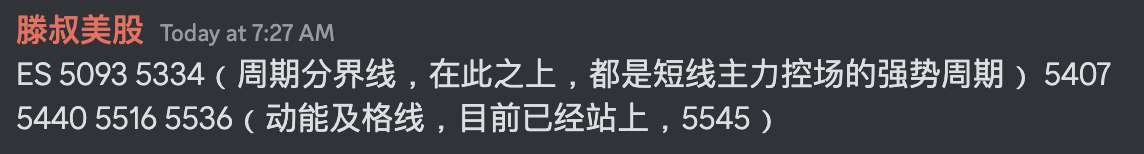 滕叔美股 Today at 7:27 AM
ES 5093 5334（周期分界线，在此之上，都是短线主力控场的强势周期）5407
5440 5516 5536（动能及格线，目前已经站上，5545）